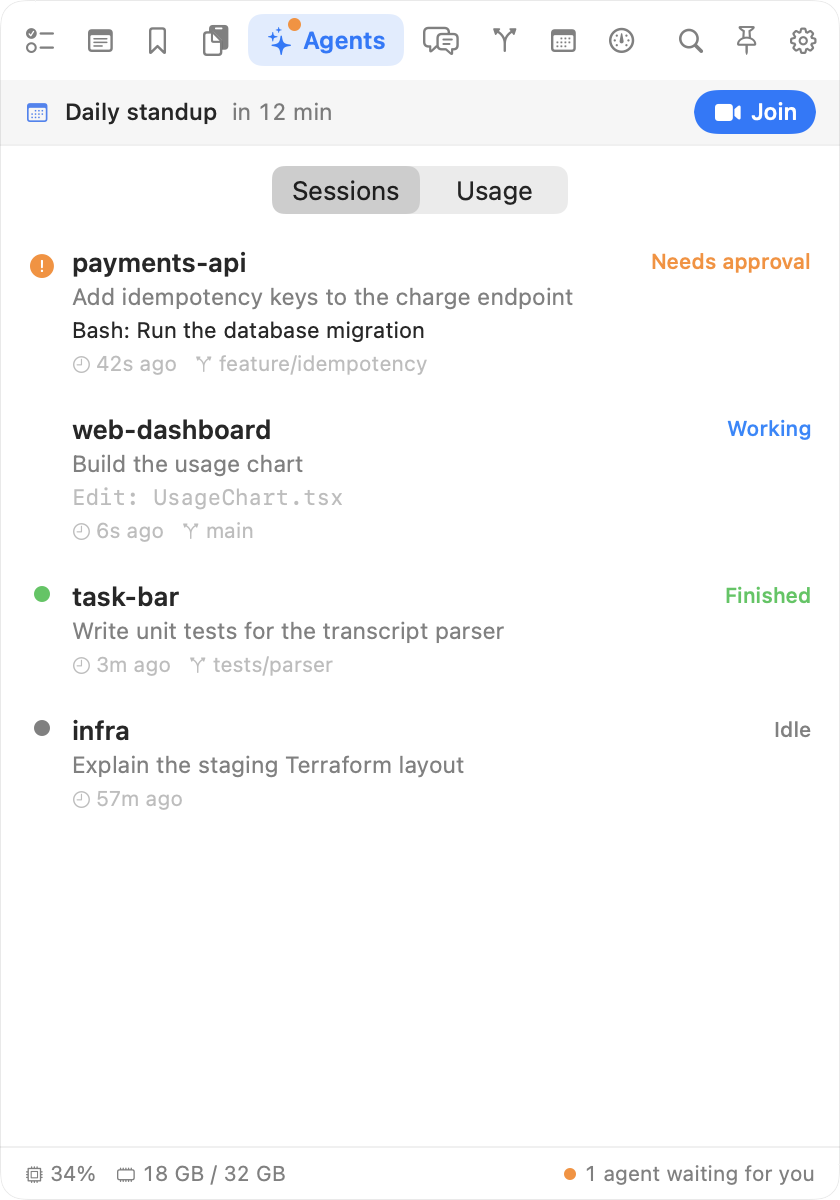 Agents
Daily standup in 12 min
Join
Sessions Usage
payments-api Needs approval
Add idempotency keys to the charge endpoint
Bash: Run the database migration
42s ago feature/idempotency
web-dashboard Working
Build the usage chart
Edit: UsageChart.tsx
6s ago main
task-bar Finished
Write unit tests for the transcript parser
3m ago tests/parser
infra Idle
Explain the staging Terraform layout
57m ago
34% 18 GB / 32 GB 1 agent waiting for you